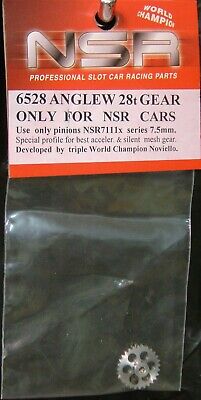 WORLD
CHAMPION
NSR
PROFESSIONAL SLOT CAR RACING PARTS
6528 ANGLEW 28t GEAR
ONLY FOR NSR CARS
Use only pinions NSR7111x series 7.5mm.
Special profile for best acceler. & silent mesh gear.
Developed by triple World Champion Noviello.